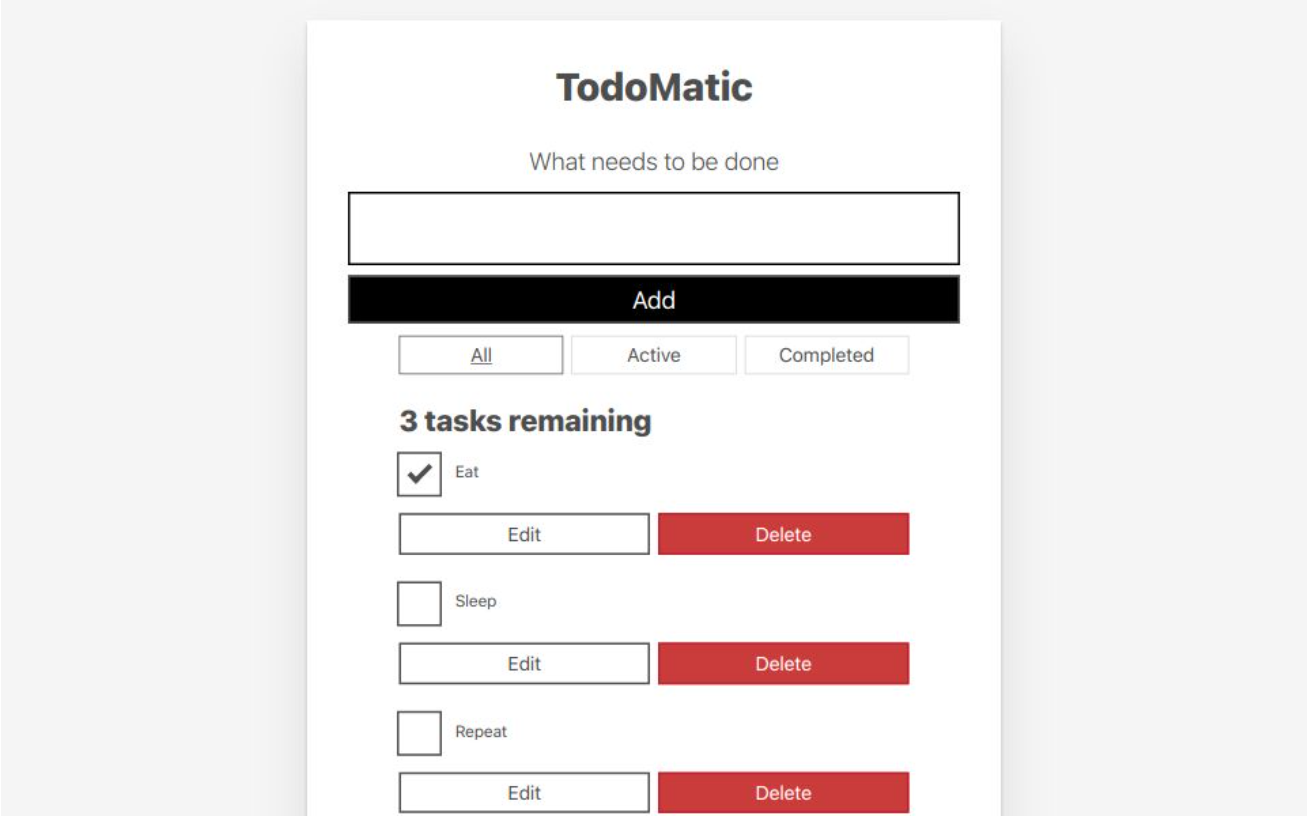 TodoMatic
What needs to be done
Add
All Active Completed
3 tasks remaining
Eat
Edit Delete
Sleep
Edit Delete
Repeat
Edit Delete